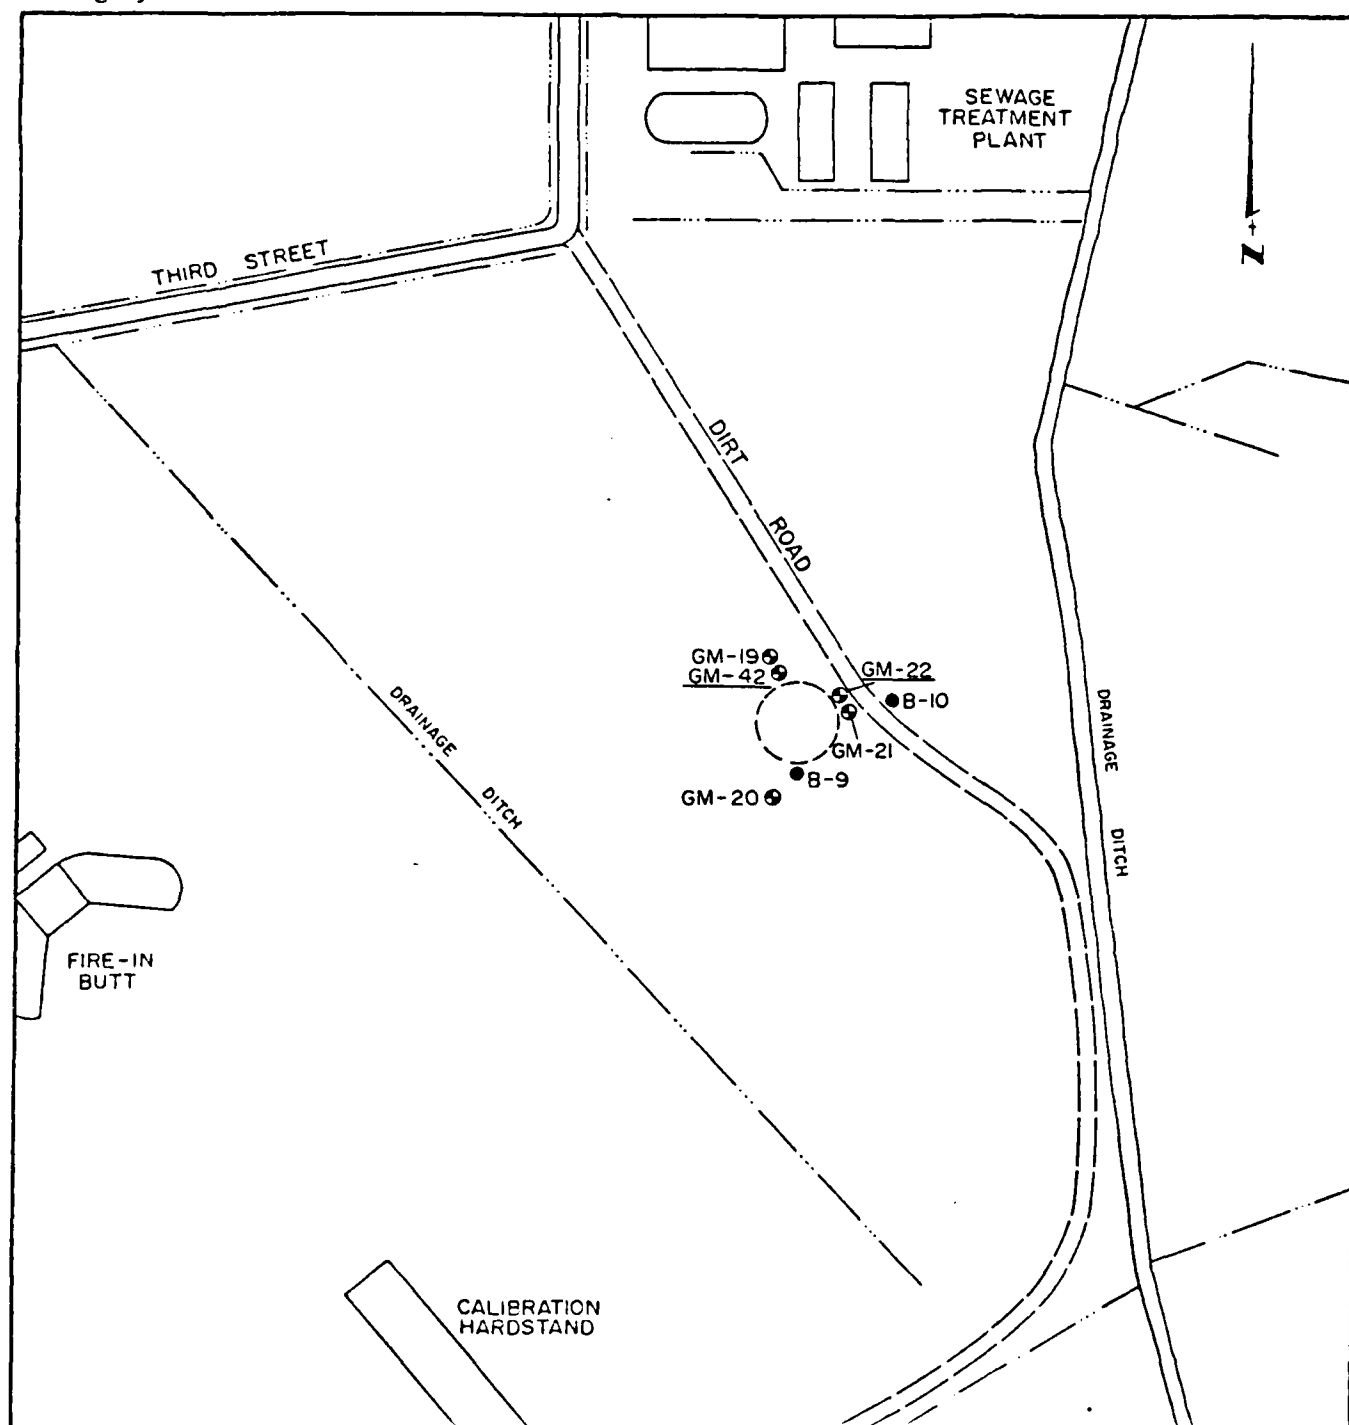 SEWAGE
TREATMENT
PLANT
N
THIRD STREET
DIRT
ROAD
GM-19
GM-42
GM-22
B-10
GM-21
B-9
GM-20
DRAINAGE
DITCH
DRAINAGE
DITCH
FIRE-IN
BUTT
CALIBRATION
HARDSTAND